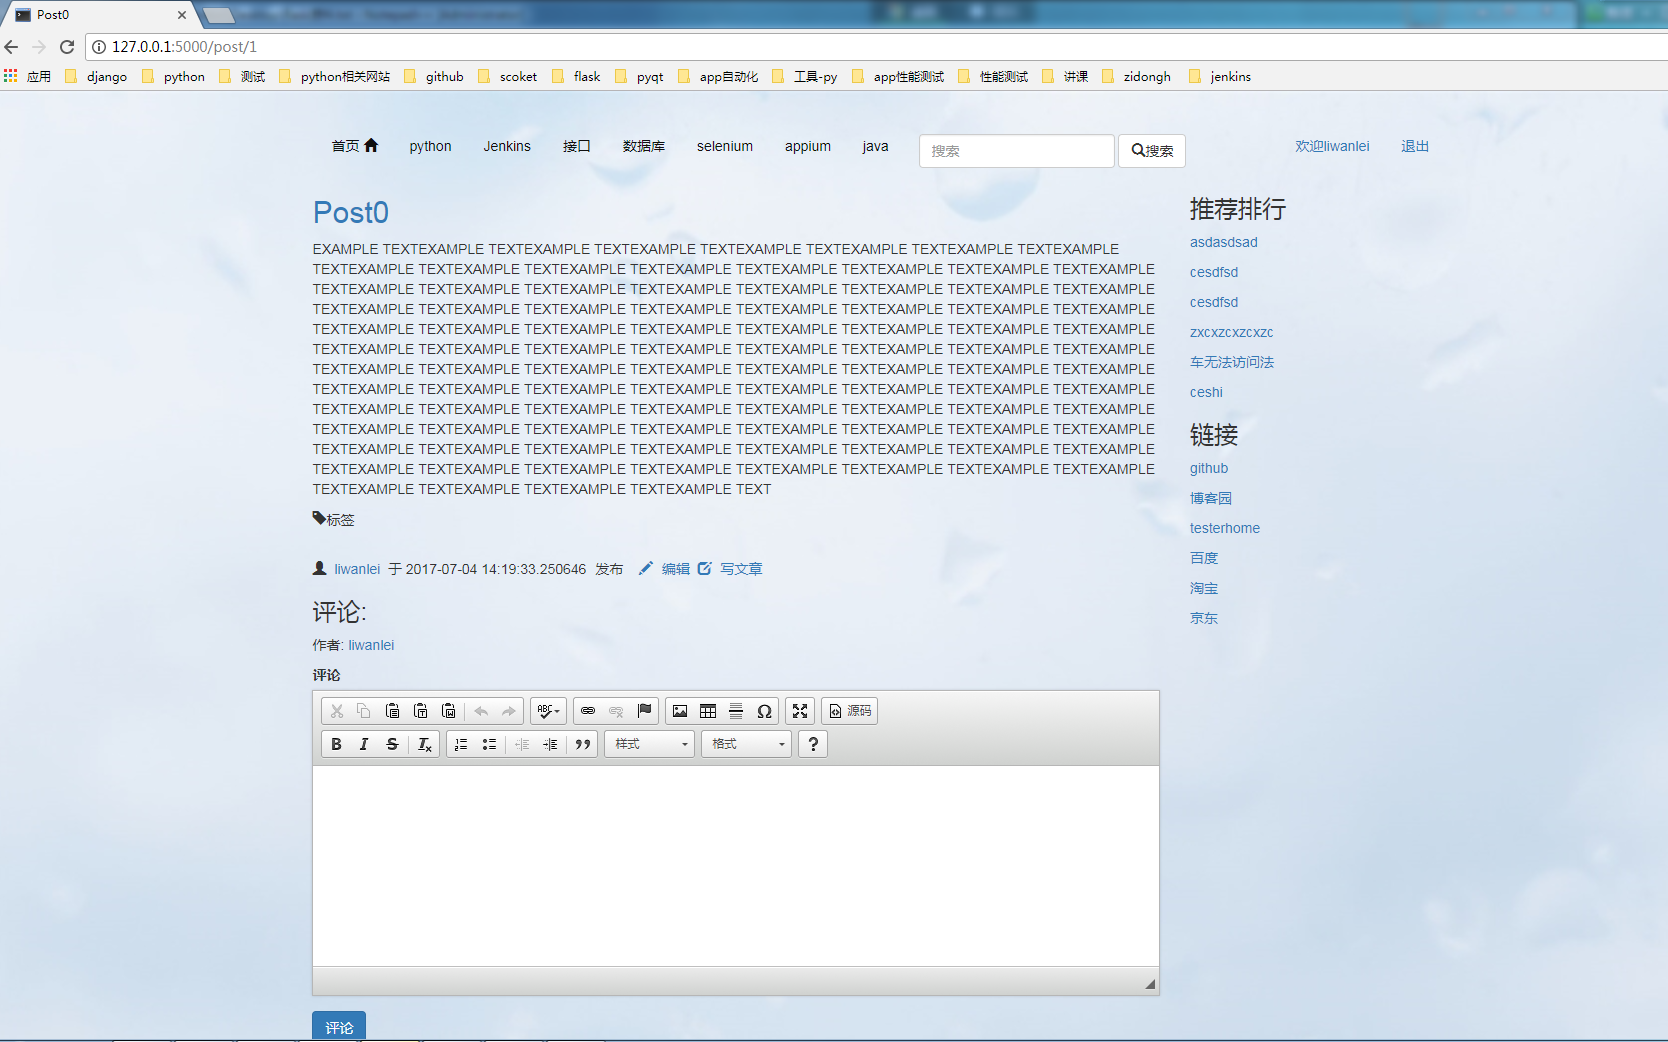 Post0
127.0.0.1:5000/post/1
应用 django python 测试 python相关网站 github scoket flask pyqt app自动化 工具-py app性能测试 性能测试 讲课 zidongh jenkins
首页 python Jenkins 接口 数据库 selenium appium java 搜索 搜索 欢迎liwanlei 退出
Post0
EXAMPLE TEXTEXAMPLE TEXTEXAMPLE TEXTEXAMPLE TEXTEXAMPLE TEXTEXAMPLE TEXTEXAMPLE TEXTEXAMPLE
TEXTEXAMPLE TEXTEXAMPLE TEXTEXAMPLE TEXTEXAMPLE TEXTEXAMPLE TEXTEXAMPLE TEXTEXAMPLE TEXTEXAMPLE
TEXTEXAMPLE TEXTEXAMPLE TEXTEXAMPLE TEXTEXAMPLE TEXTEXAMPLE TEXTEXAMPLE TEXTEXAMPLE TEXTEXAMPLE
TEXTEXAMPLE TEXTEXAMPLE TEXTEXAMPLE TEXTEXAMPLE TEXTEXAMPLE TEXTEXAMPLE TEXTEXAMPLE TEXTEXAMPLE
TEXTEXAMPLE TEXTEXAMPLE TEXTEXAMPLE TEXTEXAMPLE TEXTEXAMPLE TEXTEXAMPLE TEXTEXAMPLE TEXTEXAMPLE
TEXTEXAMPLE TEXTEXAMPLE TEXTEXAMPLE TEXTEXAMPLE TEXTEXAMPLE TEXTEXAMPLE TEXTEXAMPLE TEXTEXAMPLE
TEXTEXAMPLE TEXTEXAMPLE TEXTEXAMPLE TEXTEXAMPLE TEXTEXAMPLE TEXTEXAMPLE TEXTEXAMPLE TEXTEXAMPLE
TEXTEXAMPLE TEXTEXAMPLE TEXTEXAMPLE TEXTEXAMPLE TEXTEXAMPLE TEXTEXAMPLE TEXTEXAMPLE TEXTEXAMPLE
TEXTEXAMPLE TEXTEXAMPLE TEXTEXAMPLE TEXTEXAMPLE TEXTEXAMPLE TEXTEXAMPLE TEXTEXAMPLE TEXTEXAMPLE
TEXTEXAMPLE TEXTEXAMPLE TEXTEXAMPLE TEXTEXAMPLE TEXTEXAMPLE TEXTEXAMPLE TEXTEXAMPLE TEXTEXAMPLE
TEXTEXAMPLE TEXTEXAMPLE TEXTEXAMPLE TEXTEXAMPLE TEXTEXAMPLE TEXTEXAMPLE TEXTEXAMPLE TEXTEXAMPLE
TEXTEXAMPLE TEXTEXAMPLE TEXTEXAMPLE TEXTEXAMPLE TEXTEXAMPLE TEXTEXAMPLE TEXTEXAMPLE TEXTEXAMPLE
TEXTEXAMPLE TEXTEXAMPLE TEXTEXAMPLE TEXTEXAMPLE TEXT
标签
liwanlei 于 2017-07-04 14:19:33.250646 发布 编辑 写文章
评论:
作者: liwanlei
评论
ABC Ω 源码
B I S Tx 样式 格式 ?
评论
推荐排行
asdasdsad
cesdfsd
cesdfsd
zxcxzcxzcxzc
车无法访问法
ceshi
链接
github
博客园
testerhome
百度
淘宝
京东